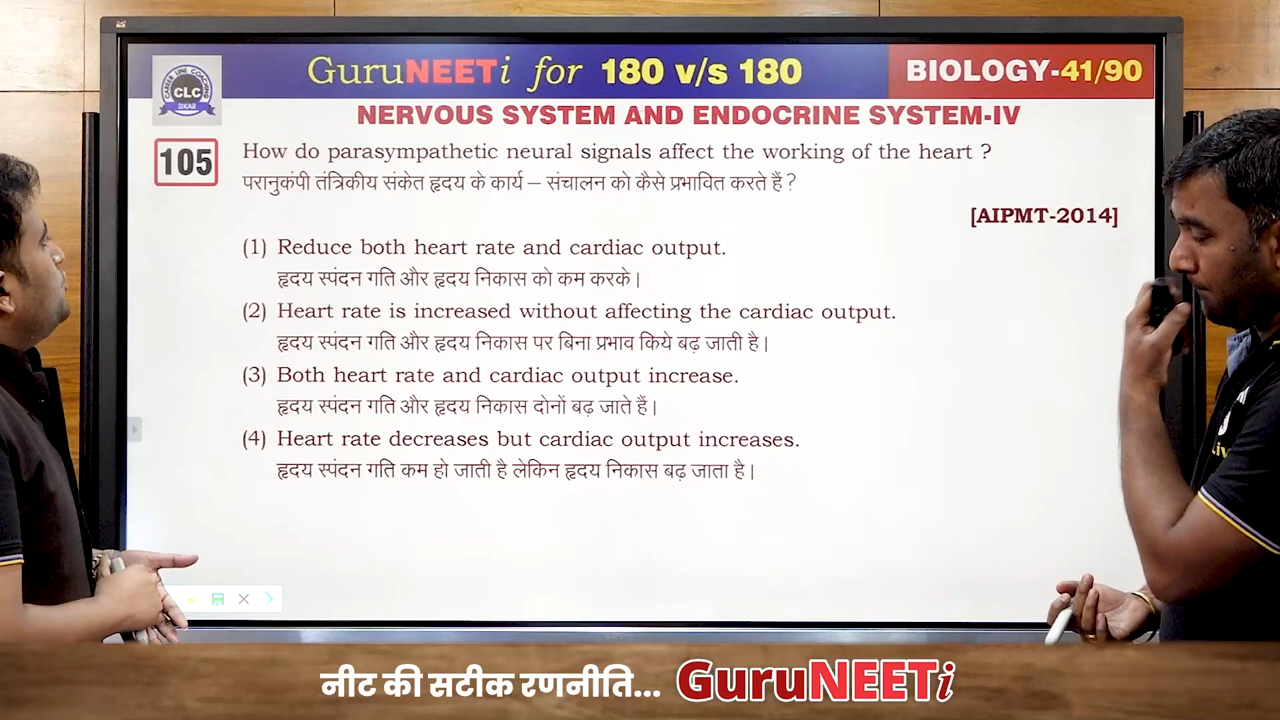 GuruNEETi for 180 v/s 180
BIOLOGY-41/90
CAREER LINE COACHING
CLC
SIKAR
NERVOUS SYSTEM AND ENDOCRINE SYSTEM-IV
105
How do parasympathetic neural signals affect the working of the heart ?
परानुकंपी तंत्रिकीय संकेत हृदय के कार्य – संचालन को कैसे प्रभावित करते हैं ?
[AIPMT-2014]
(1) Reduce both heart rate and cardiac output.
हृदय स्पंदन गति और हृदय निकास को कम करके |
(2) Heart rate is increased without affecting the cardiac output.
हृदय स्पंदन गति और हृदय निकास पर बिना प्रभाव किये बढ़ जाती है |
(3) Both heart rate and cardiac output increase.
हृदय स्पंदन गति और हृदय निकास दोनों बढ़ जाते हैं |
(4) Heart rate decreases but cardiac output increases.
हृदय स्पंदन गति कम हो जाती है लेकिन हृदय निकास बढ़ जाता है |
नीट की सटीक रणनीति... GuruNEETi